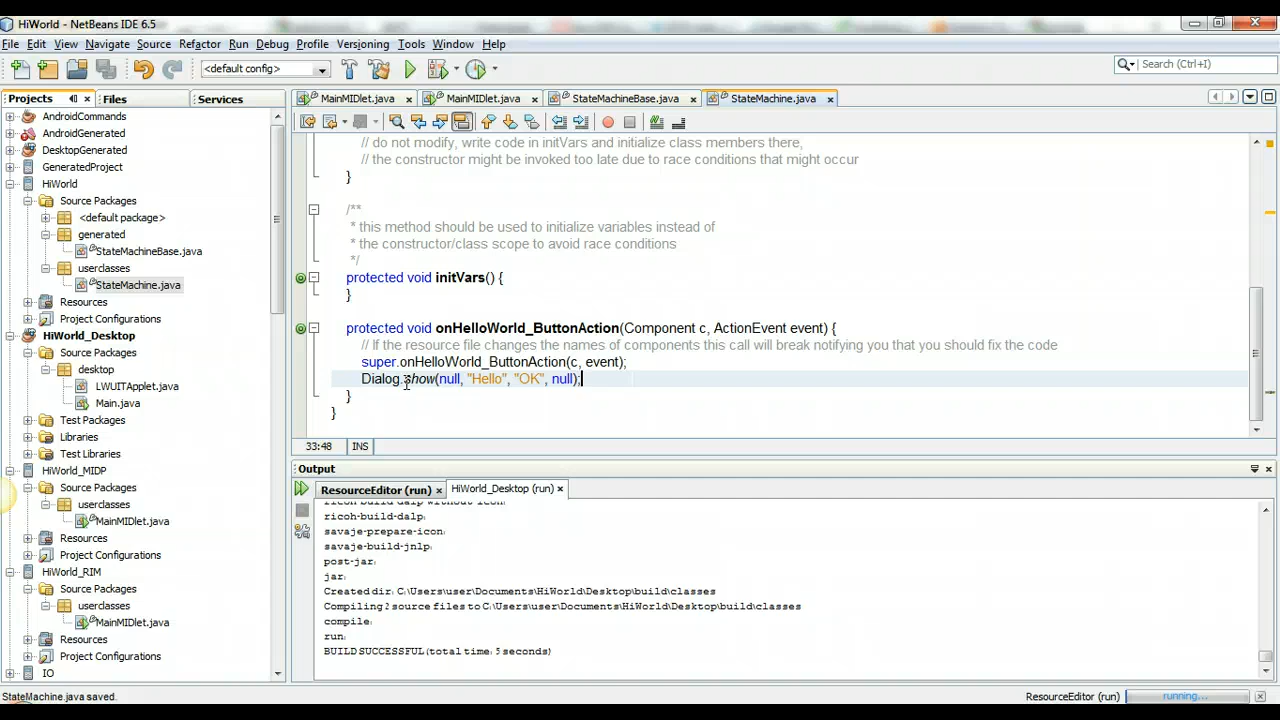 HiWorld - NetBeans IDE 6.5
File Edit View Navigate Source Refactor Run Debug Profile Versioning Tools Window Help
<default config>
Search (Ctrl+I)
Projects Files Services
MainMIDlet.java MainMIDlet.java StateMachineBase.java StateMachine.java
AndroidCommands
AndroidGenerated
DesktopGenerated
GeneratedProject
HiWorld
Source Packages
<default package>
generated
StateMachineBase.java
userclasses
StateMachine.java
Resources
Project Configurations
HiWorld_Desktop
Source Packages
desktop
LWUITApplet.java
Main.java
Test Packages
Libraries
Test Libraries
HiWorld_MIDP
Source Packages
userclasses
MainMIDlet.java
Resources
Project Configurations
HiWorld_RIM
Source Packages
userclasses
MainMIDlet.java
Resources
Project Configurations
IO
// do not modify, write code in initVars and initialize class members there,
// the constructor might be invoked too late due to race conditions that might occur
}
/**
* this method should be used to initialize variables instead of
* the constructor/class scope to avoid race conditions
*/
protected void initVars() {
}
protected void onHelloWorld_ButtonAction(Component c, ActionEvent event) {
// If the resource file changes the names of components this call will break notifying you that you should fix the code
super.onHelloWorld_ButtonAction(c, event);
Dialog.show(null, "Hello", "OK", null);
}
}
33:48 INS
Output
ResourceEditor (run) HiWorld_Desktop (run)
ricoh-build-dalp-without-icon:
ricoh-build-dalp:
savaje-prepare-icon:
savaje-build-jnlp:
post-jar:
jar:
Created dir: C:\Users\user\Documents\HiWorld\Desktop\build\classes
Compiling 2 source files to C:\Users\user\Documents\HiWorld\Desktop\build\classes
compile:
run:
BUILD SUCCESSFUL (total time: 5 seconds)
StateMachine.java saved.
ResourceEditor (run) running...